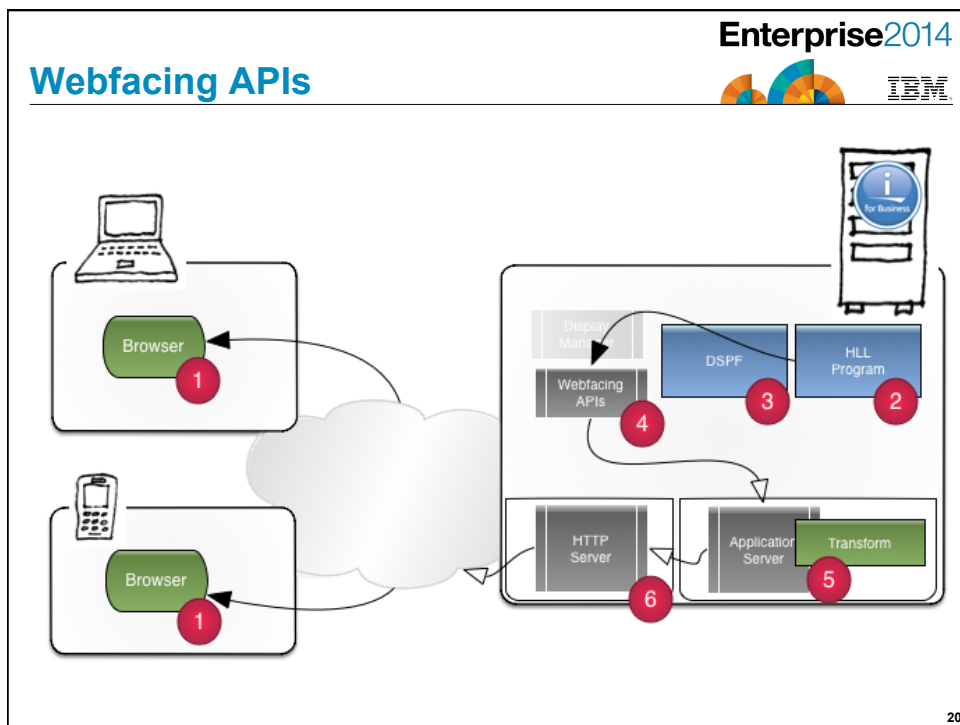 Enterprise2014
Webfacing APIs
IBM.
i
for Business
Browser
1
Display
Manager
Webfacing
APIs
4
DSPF
3
HLL
Program
2
Browser
1
HTTP
Server
6
Application
Server
Transform
5
20